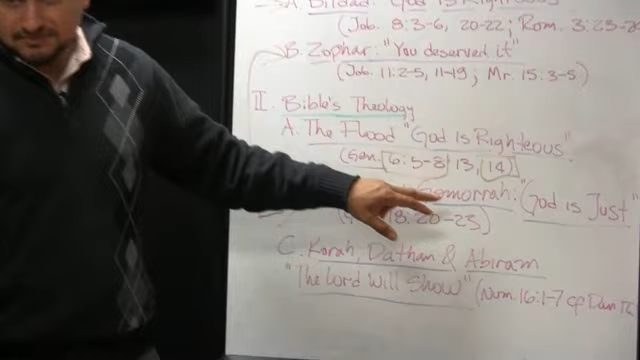 A. Bildad: "God is Righteous"
(Job. 8:3-6, 20-22; Rom. 3:23-2
B. Zophar: "You deserved it"
(Job. 11:2-5, 11-19; Mr. 15:3-5)
II. Bible's Theology
A. The Flood "God is Righteous"
(Gen. 6:5-8, 13, 14)
Gomorrah: "God is Just"
18:20-23)
C. Korah, Dathan & Abiram
"The Lord Will Show" (Num. 16:1-7 cf Dan